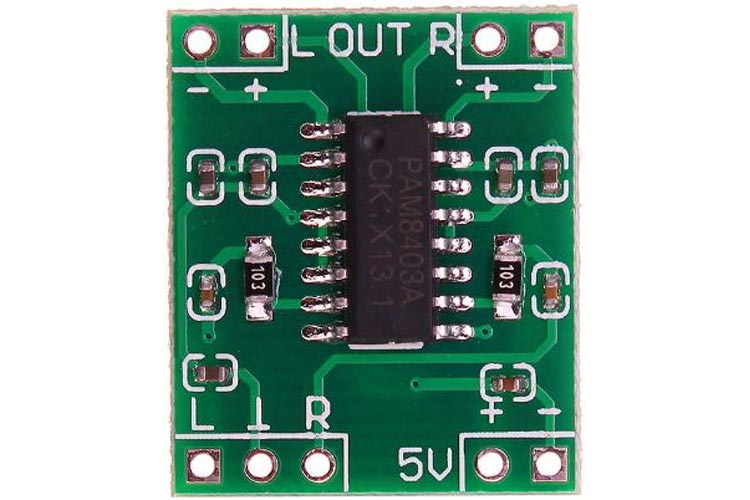 L OUT R
- + + -
PAM8403A
CK:X131
103
103
L ⊥ R
+ -
5V